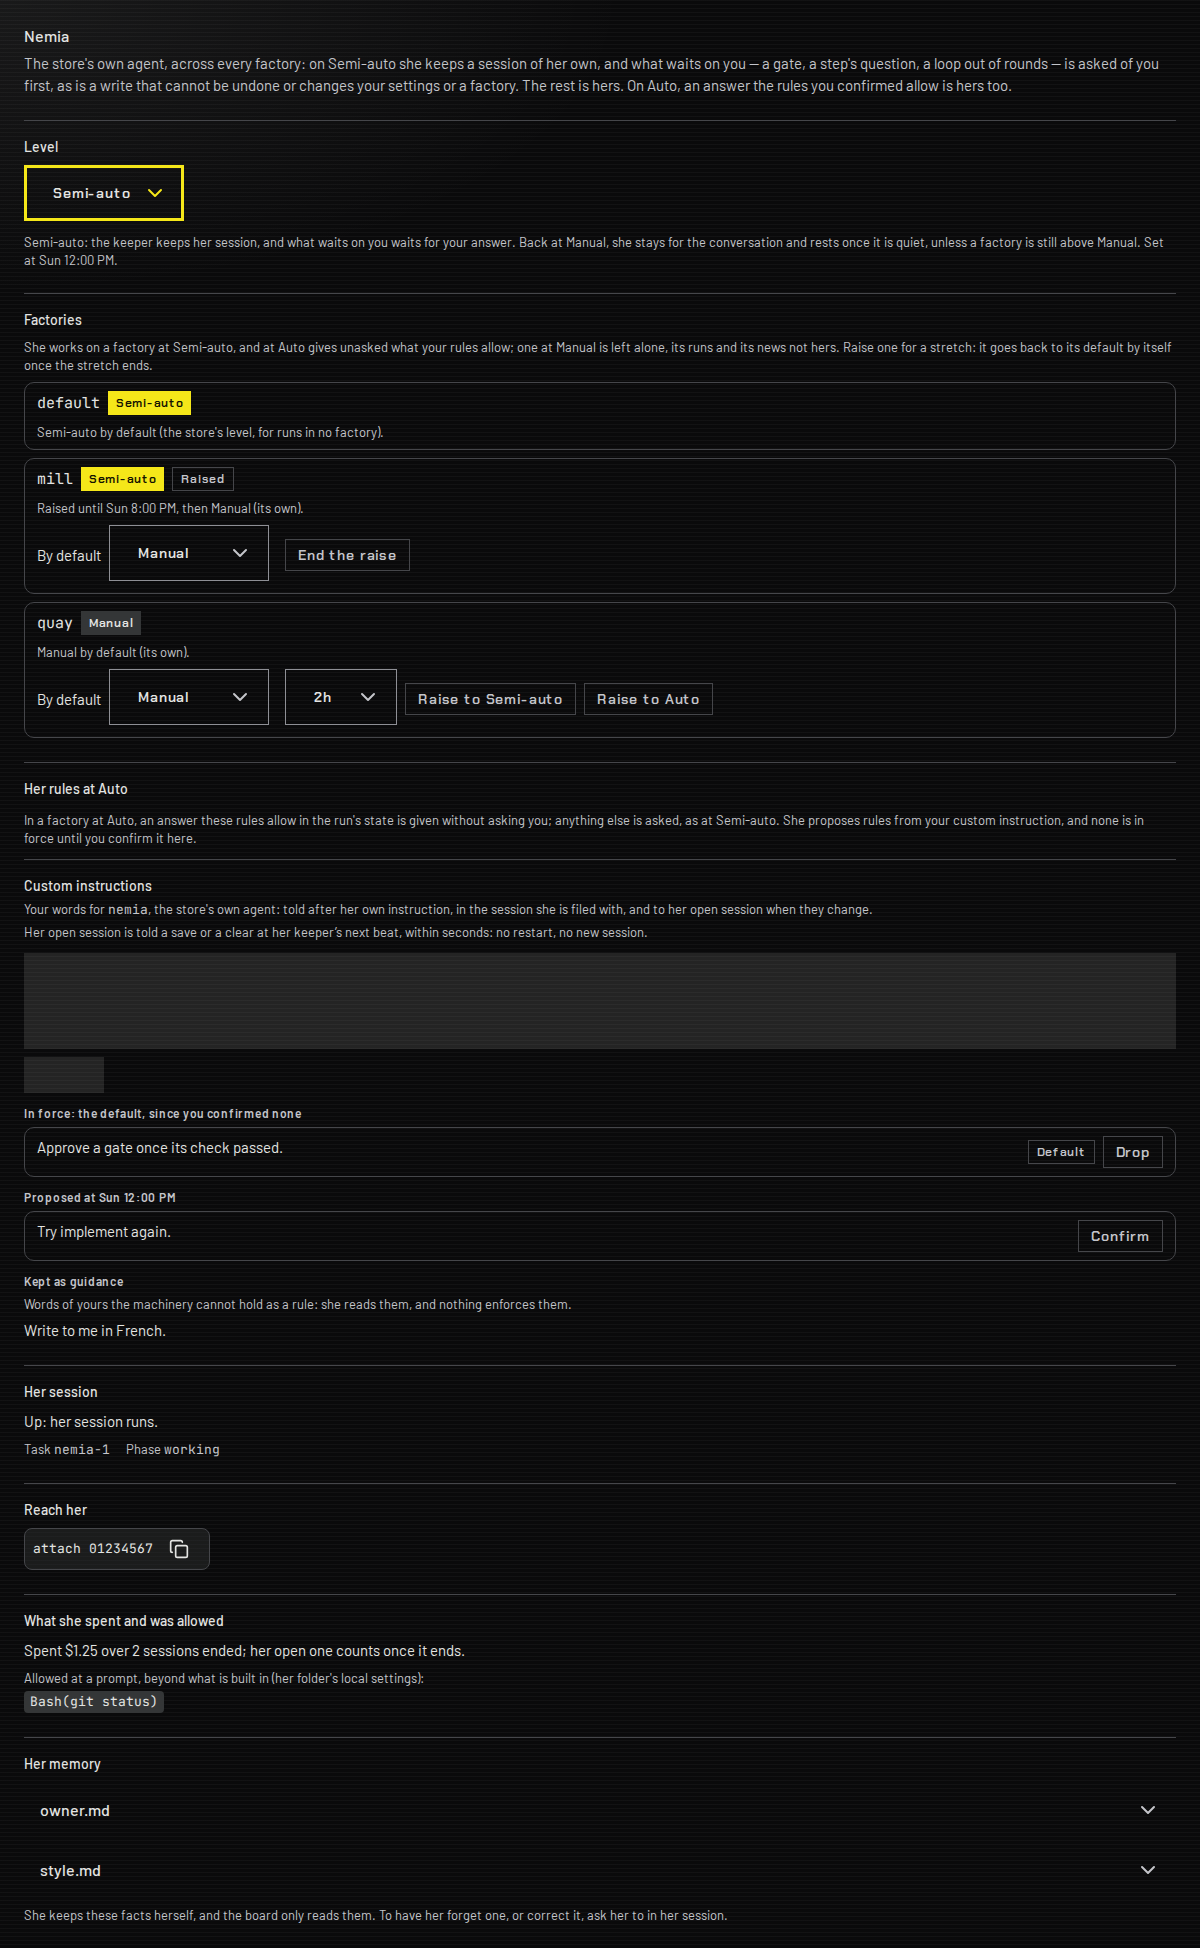 Nemia
The store's own agent, across every factory: on Semi-auto she keeps a session of her own, and what waits on you — a gate, a step's question, a loop out of rounds — is asked of you
first, as is a write that cannot be undone or changes your settings or a factory. The rest is hers. On Auto, an answer the rules you confirmed allow is hers too.
Level
Semi-auto
Semi-auto: the keeper keeps her session, and what waits on you waits for your answer. Back at Manual, she stays for the conversation and rests once it is quiet, unless a factory is still above Manual. Set
at Sun 12:00 PM.
Factories
She works on a factory at Semi-auto, and at Auto gives unasked what your rules allow; one at Manual is left alone, its runs and its news not hers. Raise one for a stretch: it goes back to its default by itself
once the stretch ends.
default Semi-auto
Semi-auto by default (the store's level, for runs in no factory).
mill Semi-auto Raised
Raised until Sun 8:00 PM, then Manual (its own).
By default Manual End the raise
quay Manual
Manual by default (its own).
By default Manual 2h Raise to Semi-auto Raise to Auto
Her rules at Auto
In a factory at Auto, an answer these rules allow in the run's state is given without asking you; anything else is asked, as at Semi-auto. She proposes rules from your custom instruction, and none is in
force until you confirm it here.
Custom instructions
Your words for nemia, the store's own agent: told after her own instruction, in the session she is filed with, and to her open session when they change.
Her open session is told a save or a clear at her keeper's next beat, within seconds: no restart, no new session.
In force: the default, since you confirmed none
Approve a gate once its check passed. Default Drop
Proposed at Sun 12:00 PM
Try implement again. Confirm
Kept as guidance
Words of yours the machinery cannot hold as a rule: she reads them, and nothing enforces them.
Write to me in French.
Her session
Up: her session runs.
Task nemia-1 Phase working
Reach her
attach 01234567
What she spent and was allowed
Spent $1.25 over 2 sessions ended; her open one counts once it ends.
Allowed at a prompt, beyond what is built in (her folder's local settings):
Bash(git status)
Her memory
owner.md
style.md
She keeps these facts herself, and the board only reads them. To have her forget one, or correct it, ask her to in her session.